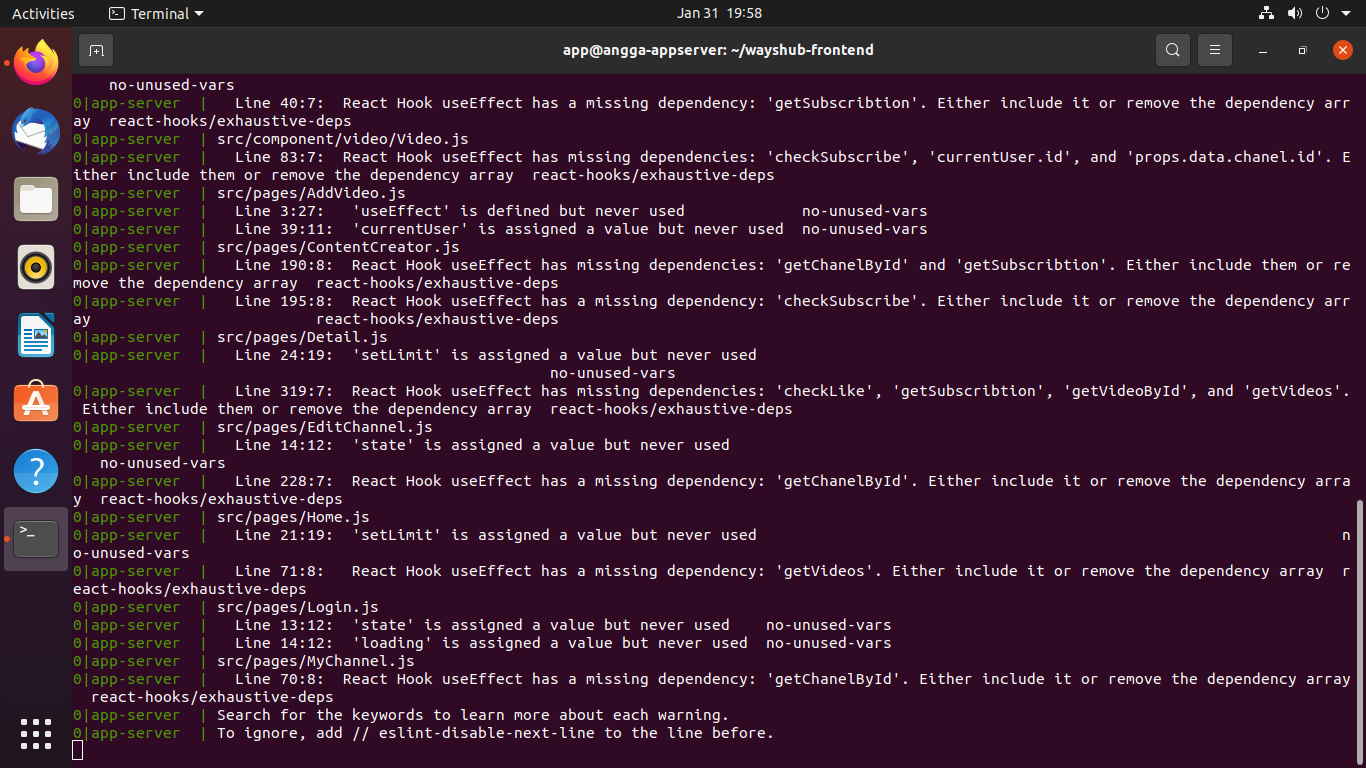 Activities Terminal Jan 31 19:58
app@angga-appserver: ~/wayshub-frontend
no-unused-vars
0|app-server | Line 40:7: React Hook useEffect has a missing dependency: 'getSubscribtion'. Either include it or remove the dependency arr
ay react-hooks/exhaustive-deps
0|app-server | src/component/video/Video.js
0|app-server | Line 83:7: React Hook useEffect has missing dependencies: 'checkSubscribe', 'currentUser.id', and 'props.data.chanel.id'. E
ither include them or remove the dependency array react-hooks/exhaustive-deps
0|app-server | src/pages/AddVideo.js
0|app-server | Line 3:27: 'useEffect' is defined but never used no-unused-vars
0|app-server | Line 39:11: 'currentUser' is assigned a value but never used no-unused-vars
0|app-server | src/pages/ContentCreator.js
0|app-server | Line 190:8: React Hook useEffect has missing dependencies: 'getChanelById' and 'getSubscribtion'. Either include them or re
move the dependency array react-hooks/exhaustive-deps
0|app-server | Line 195:8: React Hook useEffect has a missing dependency: 'checkSubscribe'. Either include it or remove the dependency arr
ay react-hooks/exhaustive-deps
0|app-server | src/pages/Detail.js
0|app-server | Line 24:19: 'setLimit' is assigned a value but never used
no-unused-vars
0|app-server | Line 319:7: React Hook useEffect has missing dependencies: 'checkLike', 'getSubscribtion', 'getVideoById', and 'getVideos'.
Either include them or remove the dependency array react-hooks/exhaustive-deps
0|app-server | src/pages/EditChannel.js
0|app-server | Line 14:12: 'state' is assigned a value but never used
no-unused-vars
0|app-server | Line 228:7: React Hook useEffect has a missing dependency: 'getChanelById'. Either include it or remove the dependency arra
y react-hooks/exhaustive-deps
0|app-server | src/pages/Home.js
0|app-server | Line 21:19: 'setLimit' is assigned a value but never used n
o-unused-vars
0|app-server | Line 71:8: React Hook useEffect has a missing dependency: 'getVideos'. Either include it or remove the dependency array r
eact-hooks/exhaustive-deps
0|app-server | src/pages/Login.js
0|app-server | Line 13:12: 'state' is assigned a value but never used no-unused-vars
0|app-server | Line 14:12: 'loading' is assigned a value but never used no-unused-vars
0|app-server | src/pages/MyChannel.js
0|app-server | Line 70:8: React Hook useEffect has a missing dependency: 'getChanelById'. Either include it or remove the dependency array
react-hooks/exhaustive-deps
0|app-server | Search for the keywords to learn more about each warning.
0|app-server | To ignore, add // eslint-disable-next-line to the line before.